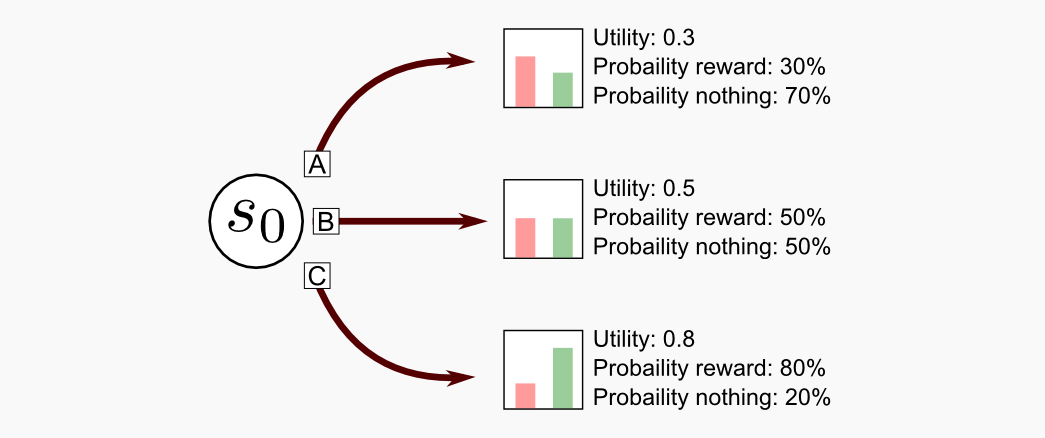 Utility: 0.3
Probaility reward: 30%
Probaility nothing: 70%
A
Utility: 0.5
Probaility reward: 50%
Probaility nothing: 50%
s0
B
C
Utility: 0.8
Probaility reward: 80%
Probaility nothing: 20%